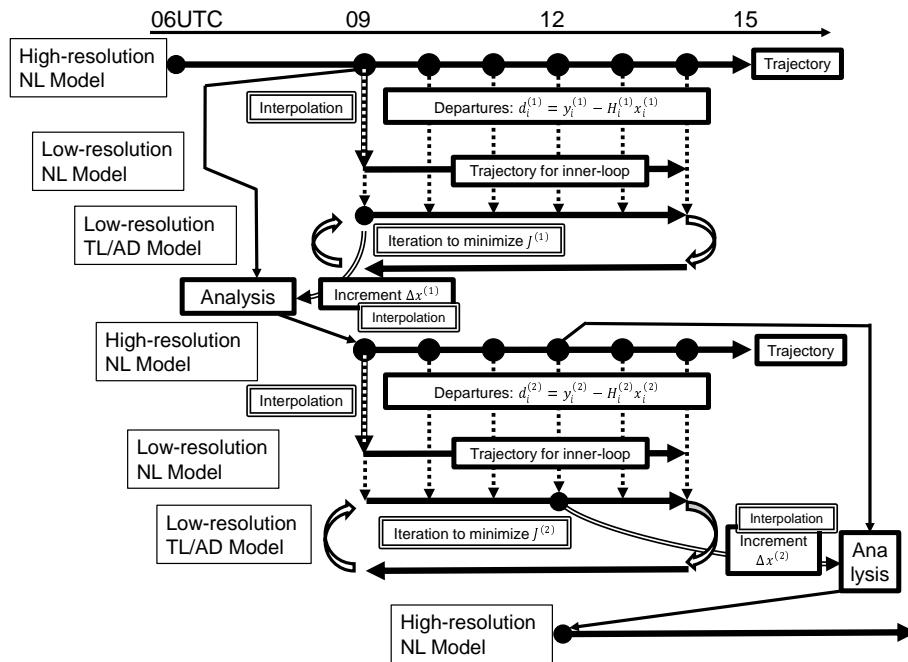 06UTC 09 12 15
High-resolution
NL Model
Trajectory
Interpolation
Departures: $d_i^{(1)} = y_i^{(1)} - H_i^{(1)} x_i^{(1)}$
Low-resolution
NL Model
Trajectory for inner-loop
Low-resolution
TL/AD Model
Iteration to minimize $J^{(1)}$
Analysis
Increment $\Delta x^{(1)}$
Interpolation
High-resolution
NL Model
Trajectory
Interpolation
Departures: $d_i^{(2)} = y_i^{(2)} - H_i^{(2)} x_i^{(2)}$
Low-resolution
NL Model
Trajectory for inner-loop
Low-resolution
TL/AD Model
Iteration to minimize $J^{(2)}$
Interpolation
Increment
$\Delta x^{(2)}$
Ana
lysis
High-resolution
NL Model